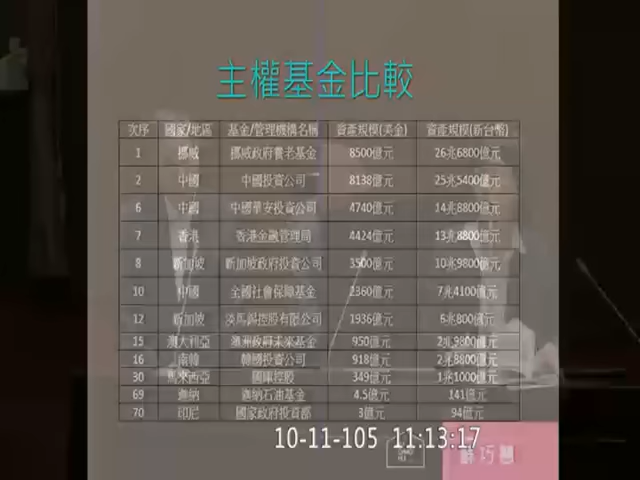 主權基金比較
次序 國家/地區 基金/管理機構名稱 資產規模(美金) 資產規模(新台幣)
1 挪威 挪威政府養老基金 8500億元 26兆6800億元
2 中國 中國投資公司 8138億元 25兆5400億元
6 中國 中國華安投資公司 4740億元 14兆8800億元
7 香港 香港金融管理局 4424億元 13兆8800億元
8 新加坡 新加坡政府投資公司 3500億元 10兆9800億元
10 中國 全國社會保障基金 2360億元 7兆4100億元
12 新加坡 淡馬錫控股有限公司 1936億元 6兆800億元
15 澳大利亞 澳洲政府未來基金 950億元 2兆9800億元
16 南韓 韓國投資公司 918億元 2兆8800億元
30 馬來西亞 國庫控股 349億元 1兆1000億元
69 迦納 迦納石油基金 4.5億元 141億元
70 印尼 國家政府投資部 3億元 94億元
10-11-105 11:13:17
蘇巧慧